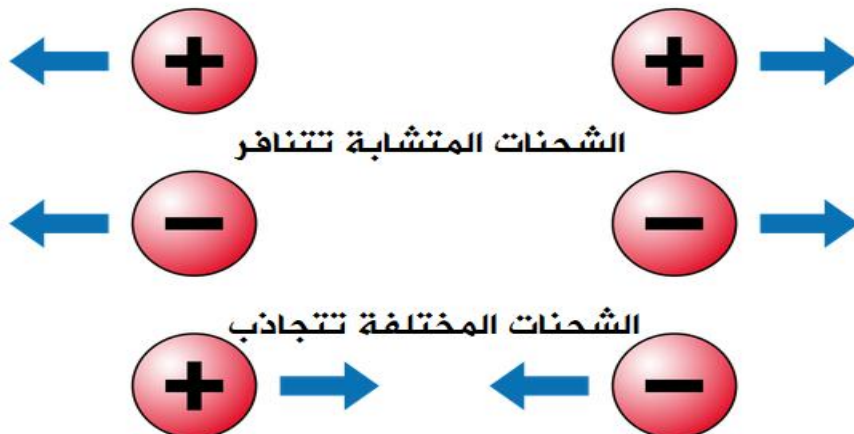 + +
الشحنات المتشابة تتنافر
− −
الشحنات المختلفة تتجاذب
+ −